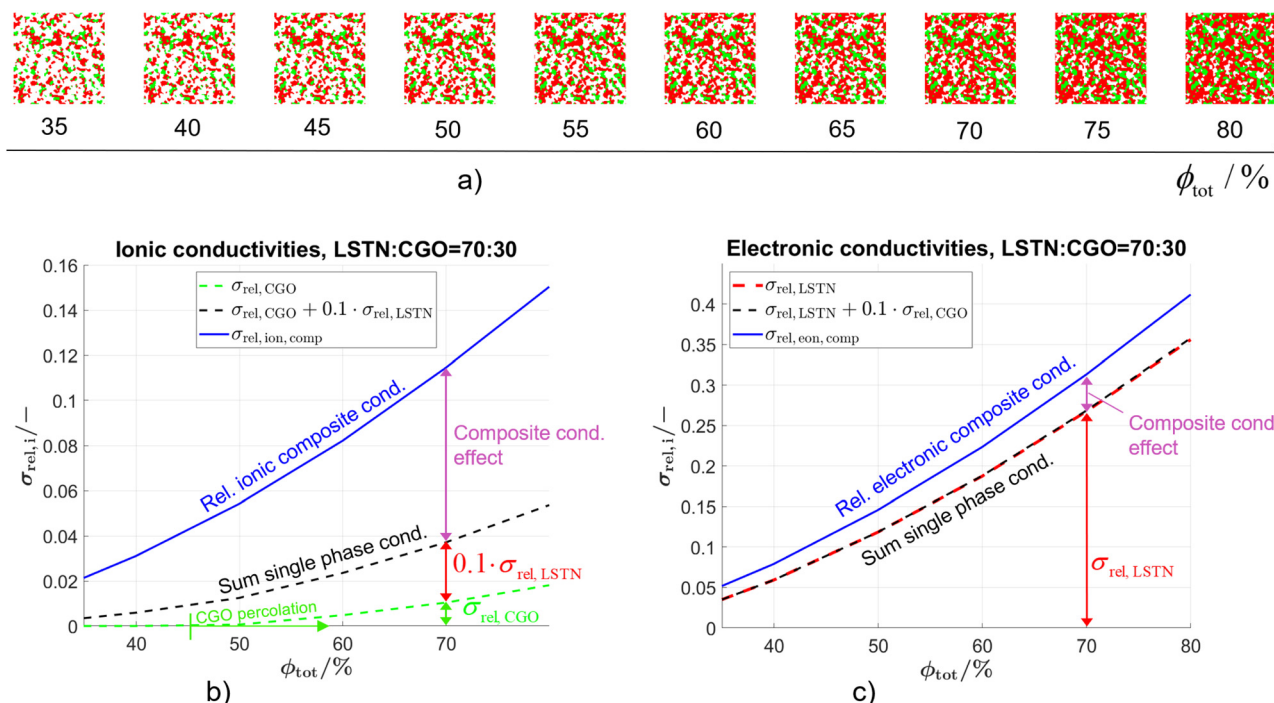 35 40 45 50 55 60 65 70 75 80
a)
ϕtot / %
Ionic conductivities, LSTN:CGO=70:30
σrel,CGO
σrel,CGO + 0.1 · σrel,LSTN
σrel,ion,comp
0.16
0.14
0.12
0.1
0.08
0.06
0.04
0.02
0
σrel,i/−
Rel. ionic composite cond.
Composite cond.
effect
Sum single phase cond.
0.1·σrel,LSTN
CGO percolation
σrel,CGO
40 50 60 70
ϕtot/%
b)
Electronic conductivities, LSTN:CGO=70:30
σrel,LSTN
σrel,LSTN + 0.1 · σrel,CGO
σrel,eon,comp
0.4
0.35
0.3
0.25
0.2
0.15
0.1
0.05
0
σrel,i/−
Rel. electronic composite cond.
Composite cond
effect
Sum single phase cond.
σrel,LSTN
40 50 60 70 80
ϕtot/%
c)